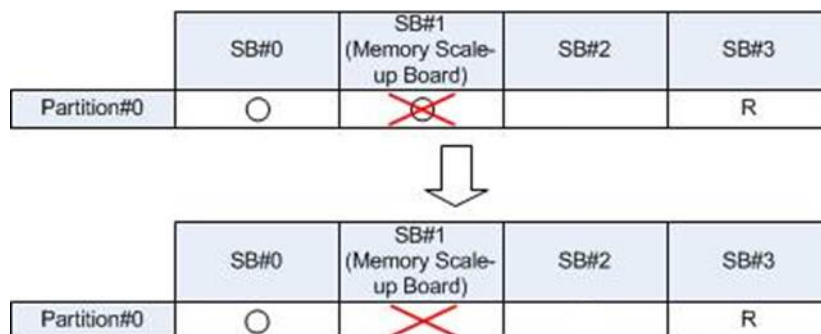 SB#0
SB#1
(Memory Scale-
up Board)
SB#2
SB#3
Partition#0
R
SB#0
SB#1
(Memory Scale-
up Board)
SB#2
SB#3
Partition#0
R